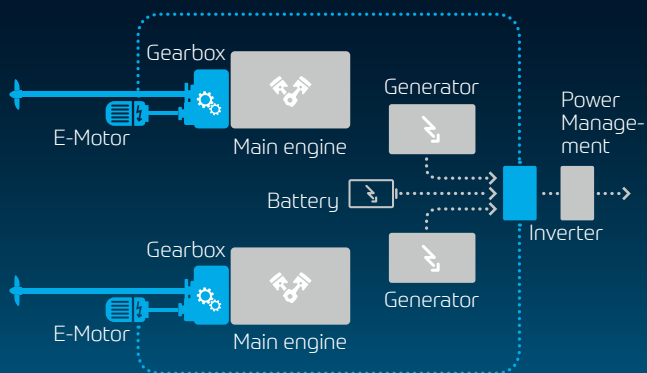 Gearbox
Generator
Power
Manage-
ment
E-Motor
Main engine
Battery
Inverter
Gearbox
Generator
E-Motor
Main engine